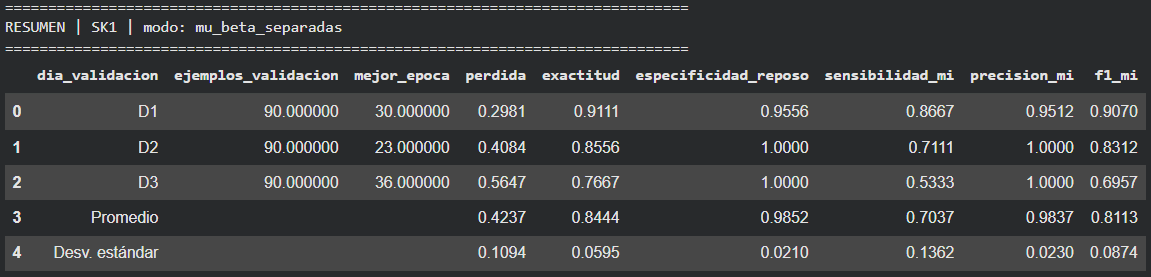 ================================================================================
RESUMEN | SK1 | modo: mu_beta_separadas
================================================================================
dia_validacion ejemplos_validacion mejor_epoca perdida exactitud especificidad_reposo sensibilidad_mi precision_mi f1_mi
0 D1 90.000000 30.000000 0.2981 0.9111 0.9556 0.8667 0.9512 0.9070
1 D2 90.000000 23.000000 0.4084 0.8556 1.0000 0.7111 1.0000 0.8312
2 D3 90.000000 36.000000 0.5647 0.7667 1.0000 0.5333 1.0000 0.6957
3 Promedio 0.4237 0.8444 0.9852 0.7037 0.9837 0.8113
4 Desv. estándar 0.1094 0.0595 0.0210 0.1362 0.0230 0.0874